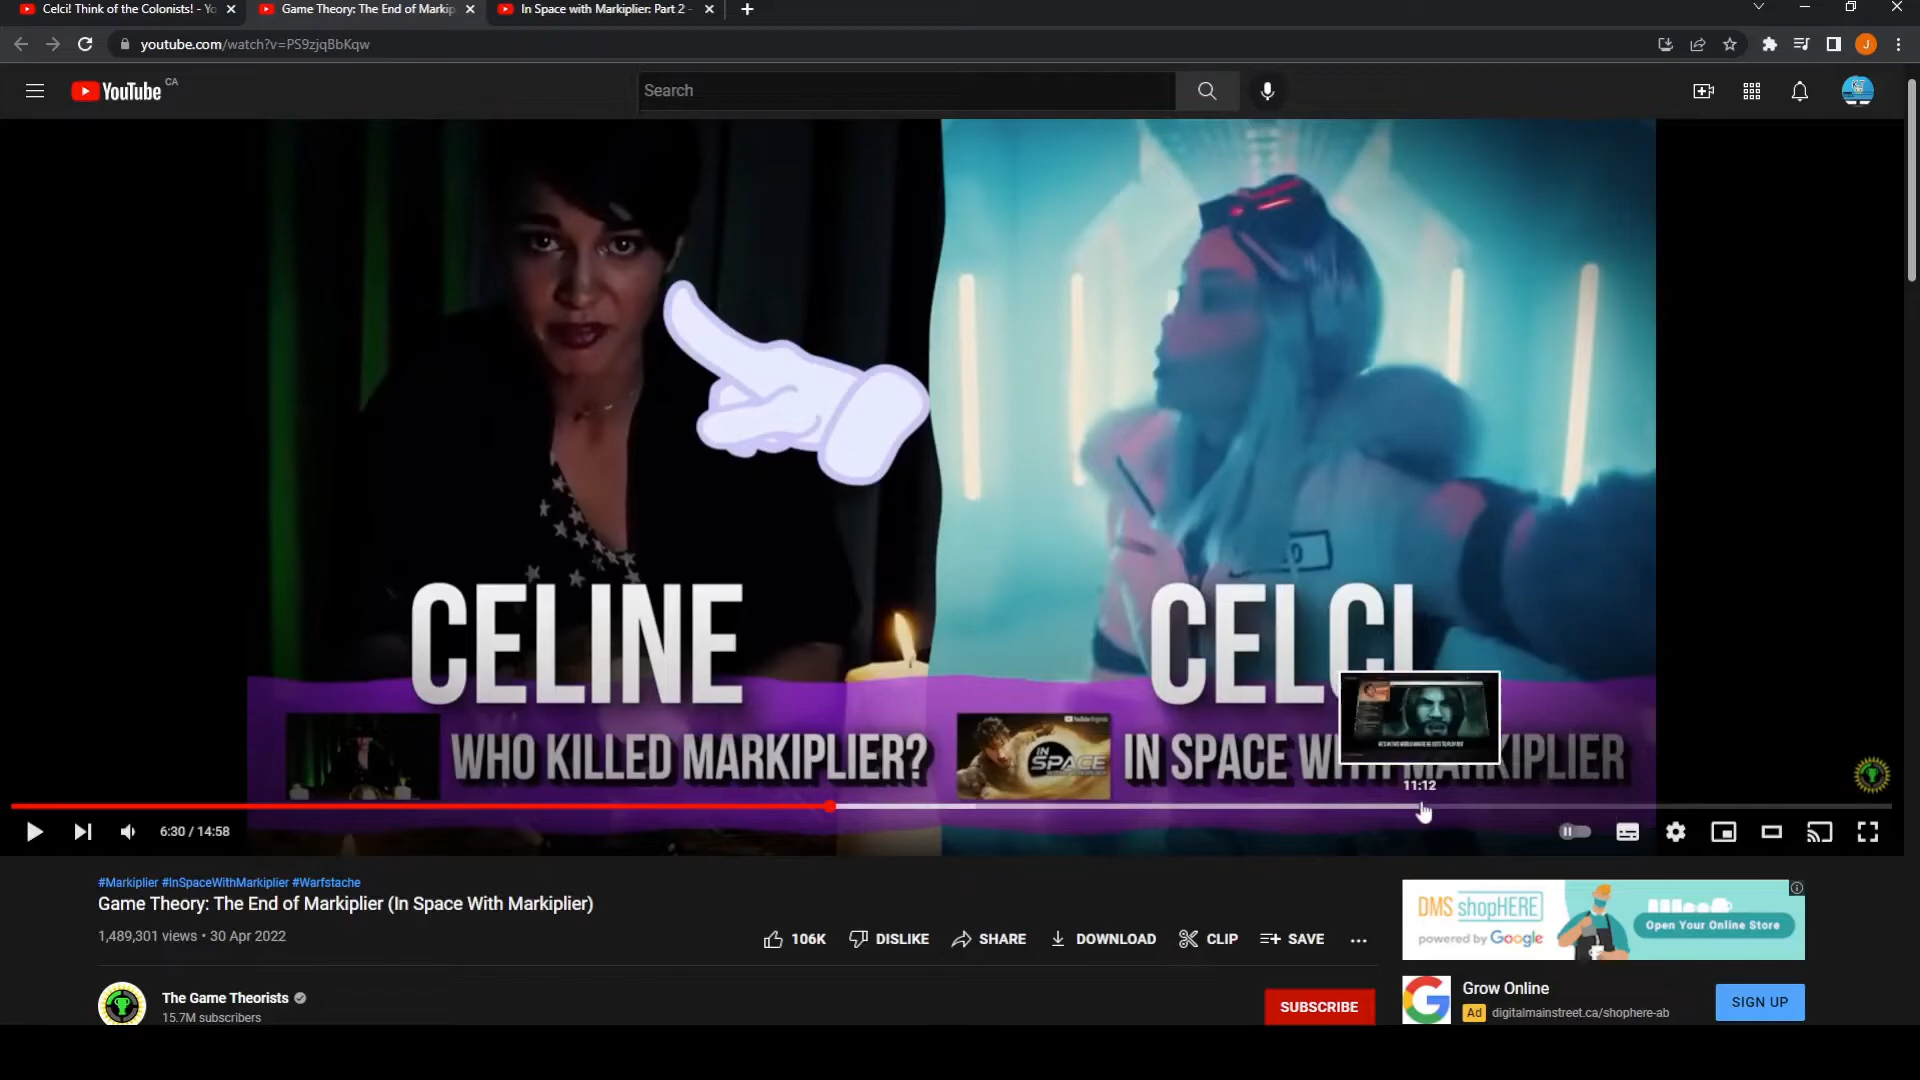 Celci! Think of the Colonists! - Yo
Game Theory: The End of Markip
In Space with Markiplier: Part 2 -
youtube.com/watch?v=PS9zjqBbKqw
J
YouTube CA
Search
CELINE
CELCI
WHO KILLED MARKIPLIER?
IN SPACE
IN SPACE WITH MARKIPLIER
11:12
6:30 / 14:58
#Markiplier #InSpaceWithMarkiplier #Warfstache
Game Theory: The End of Markiplier (In Space With Markiplier)
1,489,301 views • 30 Apr 2022
106K
DISLIKE
SHARE
DOWNLOAD
CLIP
SAVE
DMS shopHERE
powered by Google
Open Your Online Store
The Game Theorists
15.7M subscribers
SUBSCRIBE
Grow Online
Ad digitalmainstreet.ca/shophere-ab
SIGN UP